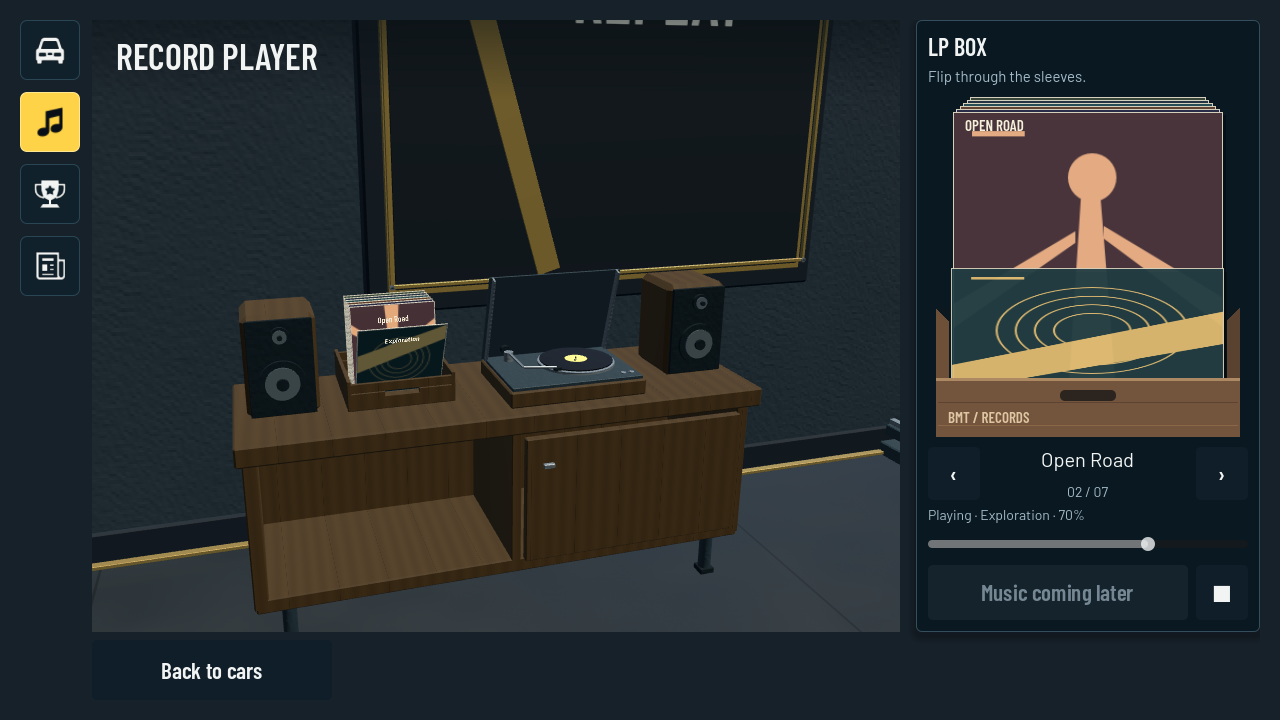 RECORD PLAYER
Open Road
Exploration
LP BOX
Flip through the sleeves.
OPEN ROAD
BMT / RECORDS
‹
Open Road
›
02 / 07
Playing · Exploration · 70%
Music coming later
Back to cars